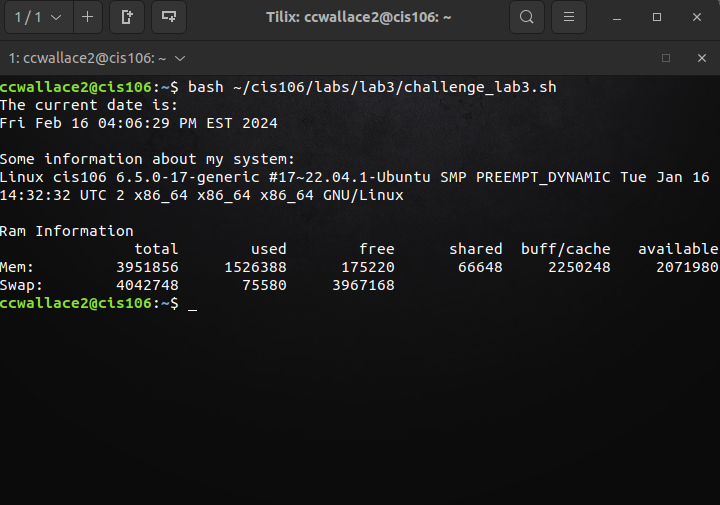 1 / 1
Tilix: ccwallace2@cis106: ~
1: ccwallace2@cis106: ~
ccwallace2@cis106:~$ bash ~/cis106/labs/lab3/challenge_lab3.sh
The current date is:
Fri Feb 16 04:06:29 PM EST 2024
Some information about my system:
Linux cis106 6.5.0-17-generic #17~22.04.1-Ubuntu SMP PREEMPT_DYNAMIC Tue Jan 16
14:32:32 UTC 2 x86_64 x86_64 x86_64 GNU/Linux
Ram Information
total used free shared buff/cache available
Mem: 3951856 1526388 175220 66648 2250248 2071980
Swap: 4042748 75580 3967168
ccwallace2@cis106:~$ _